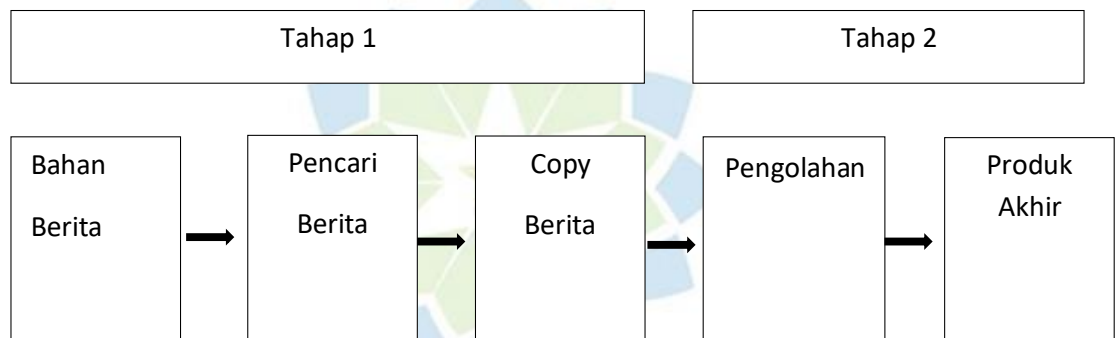 Tahap 1
Tahap 2
Bahan
Berita
Pencari
Berita
Copy
Berita
Pengolahan
Produk
Akhir